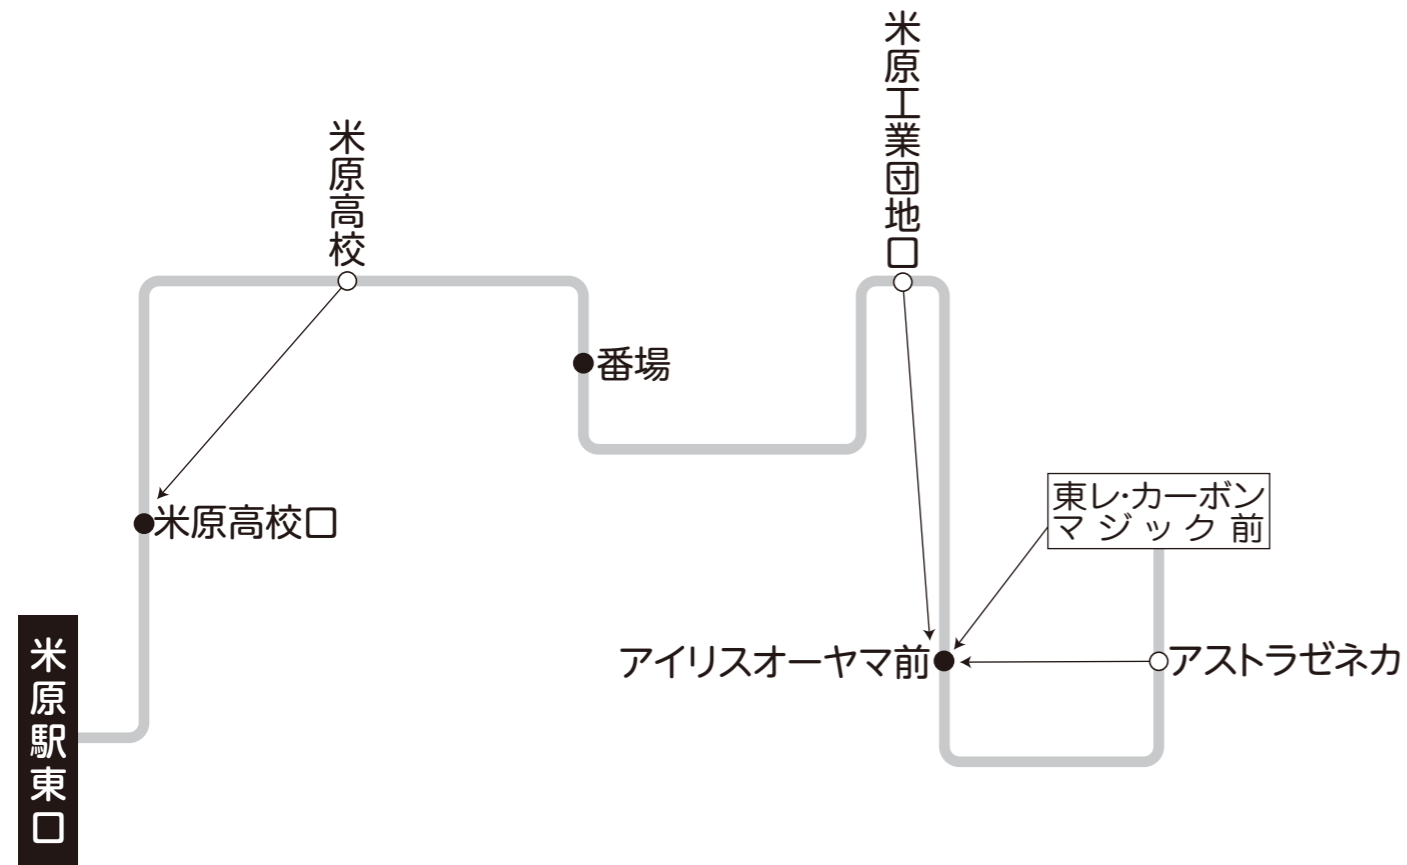 米原工業団地口
米原高校
番場
東レ・カーボン
マジック前
米原高校口
米原駅東口
アイリスオーヤマ前
アストラゼネカ